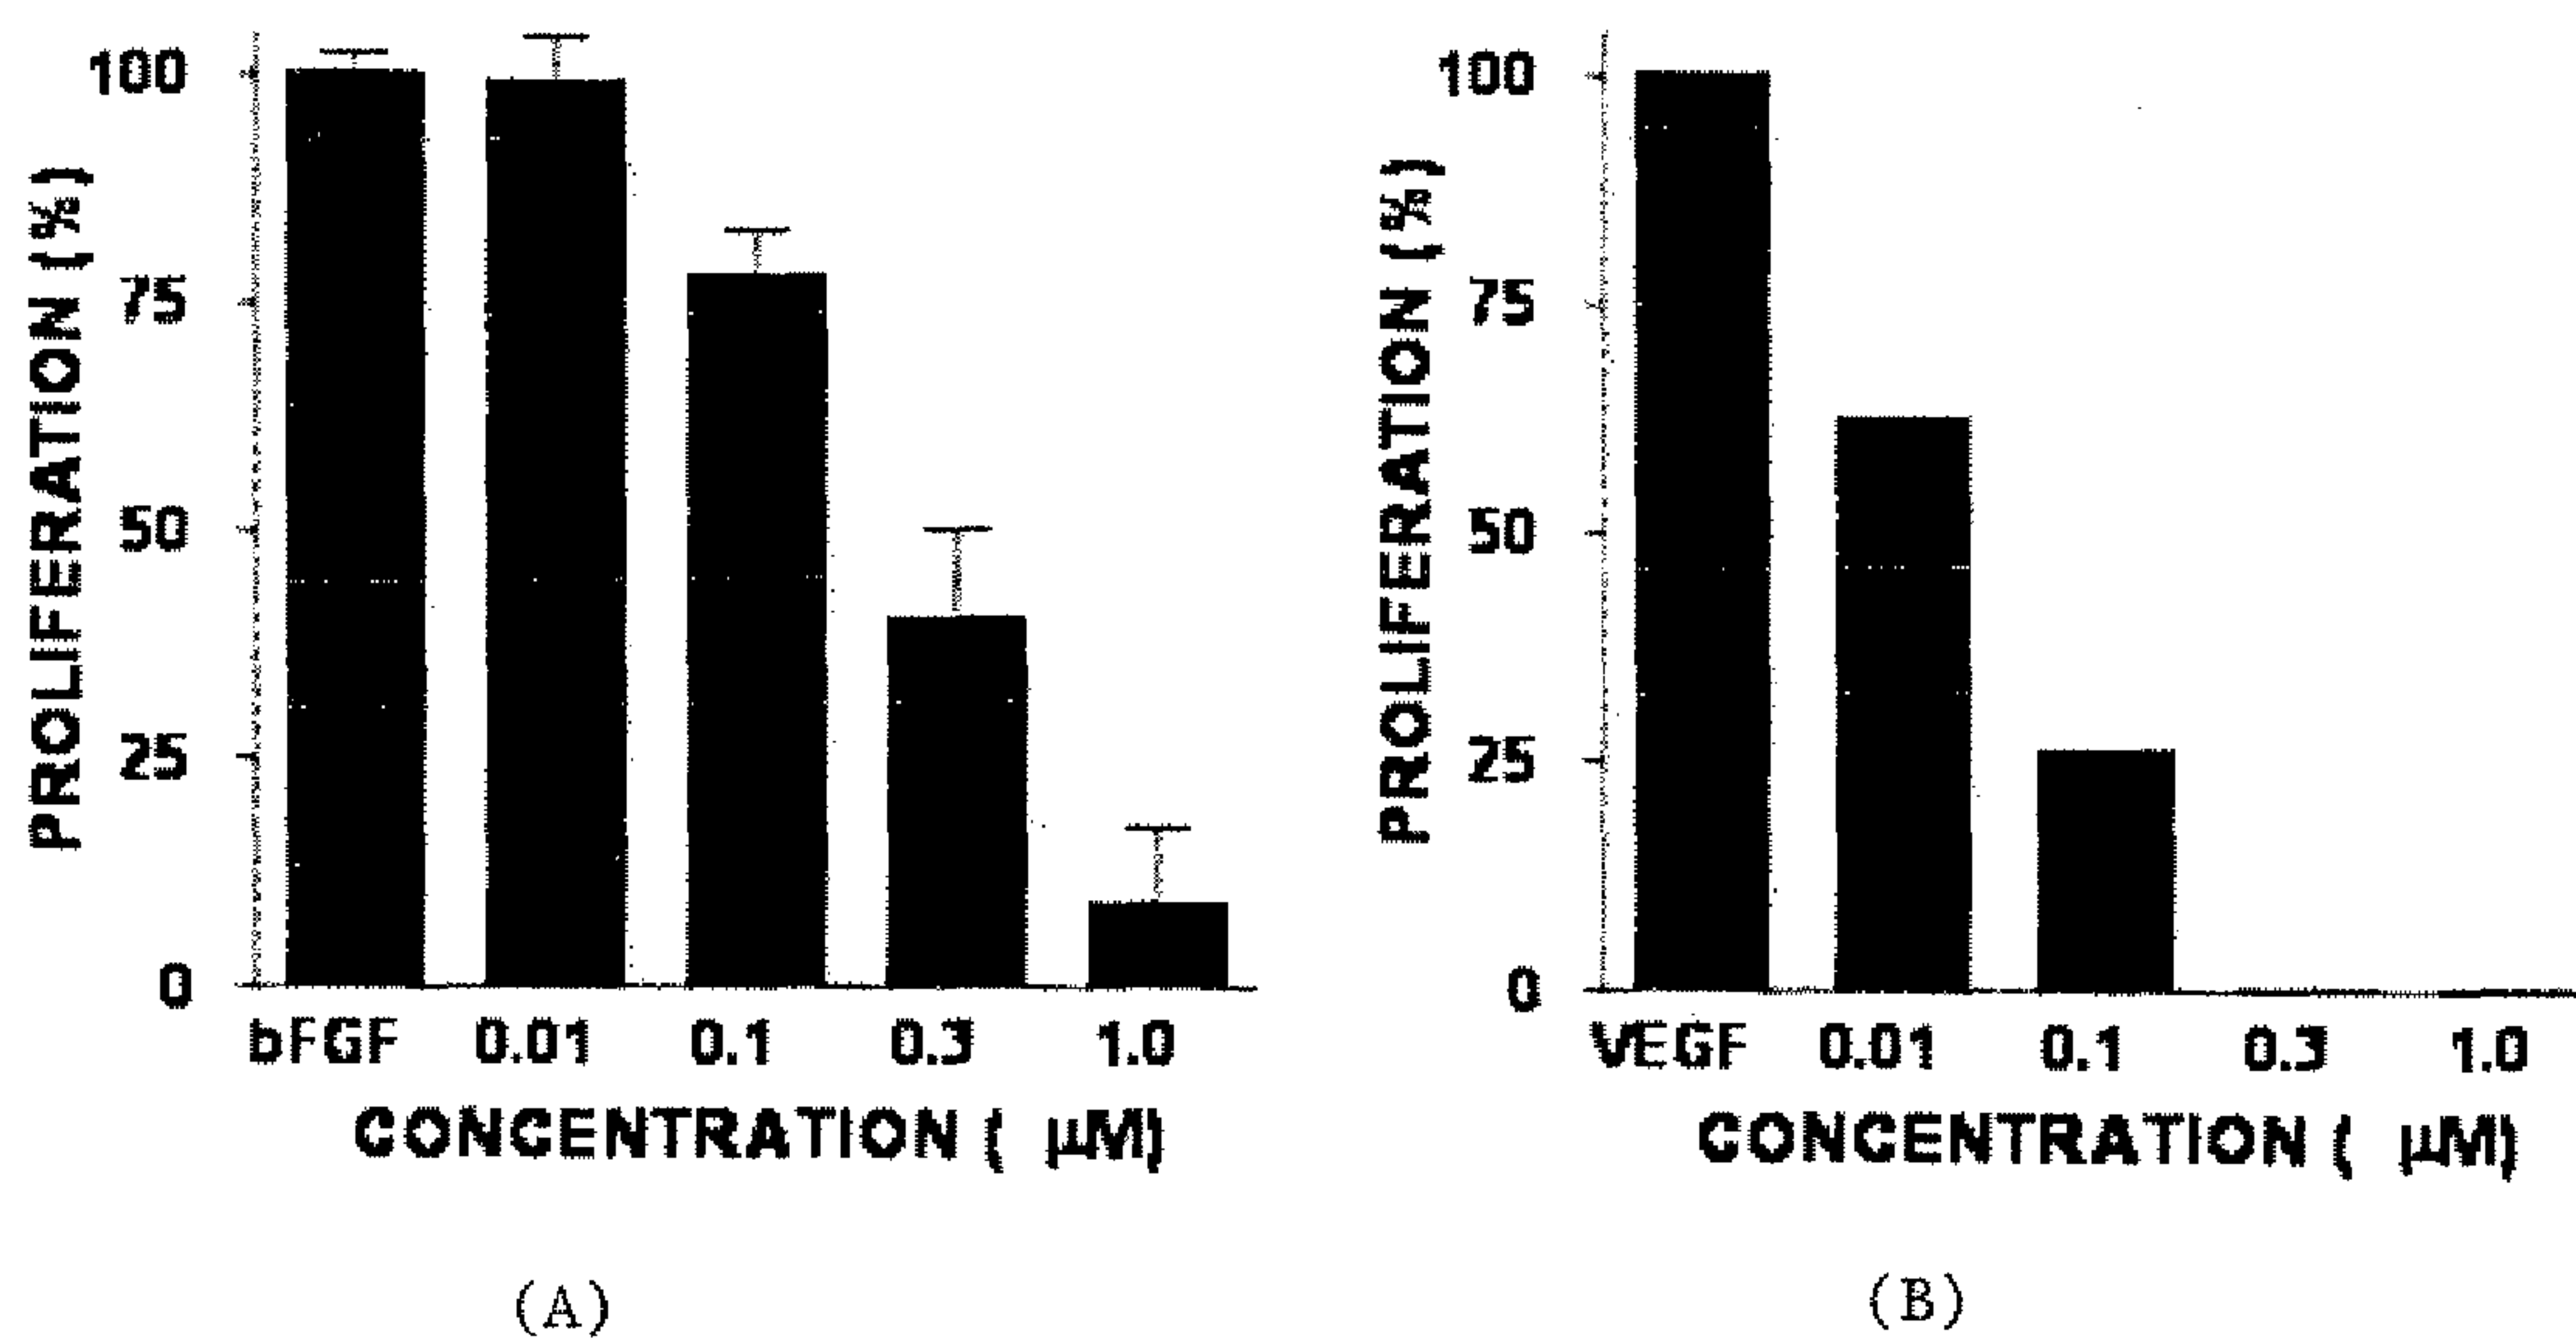 PROLIFERATION (%)
100
75
50
25
0
bFGF 0.01 0.1 0.3 1.0
CONCENTRATION ( μM)
(A)
PROLIFERATION (%)
100
75
50
25
0
VEGF 0.01 0.1 0.3 1.0
CONCENTRATION ( μM)
(B)